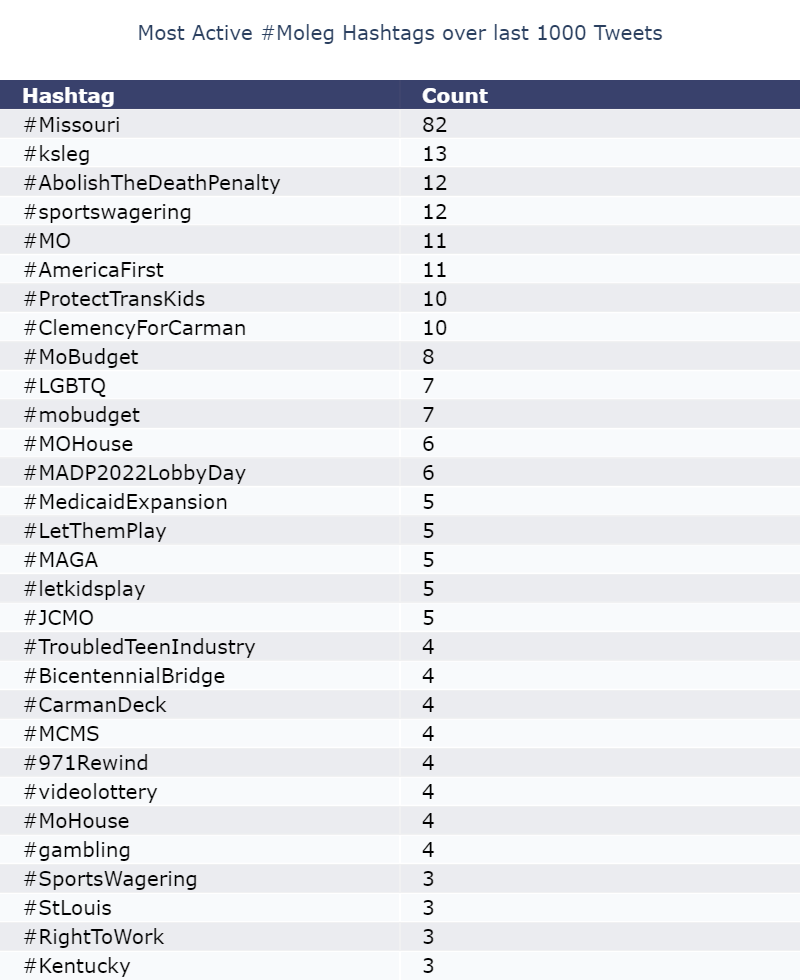 Most Active #Moleg Hashtags over last 1000 Tweets
Hashtag Count
#Missouri 82
#ksleg 13
#AbolishTheDeathPenalty 12
#sportswagering 12
#MO 11
#AmericaFirst 11
#ProtectTransKids 10
#ClemencyForCarman 10
#MoBudget 8
#LGBTQ 7
#mobudget 7
#MOHouse 6
#MADP2022LobbyDay 6
#MedicaidExpansion 5
#LetThemPlay 5
#MAGA 5
#letkidsplay 5
#JCMO 5
#TroubledTeenIndustry 4
#BicentennialBridge 4
#CarmanDeck 4
#MCMS 4
#971Rewind 4
#videolottery 4
#MoHouse 4
#gambling 4
#SportsWagering 3
#StLouis 3
#RightToWork 3
#Kentucky 3